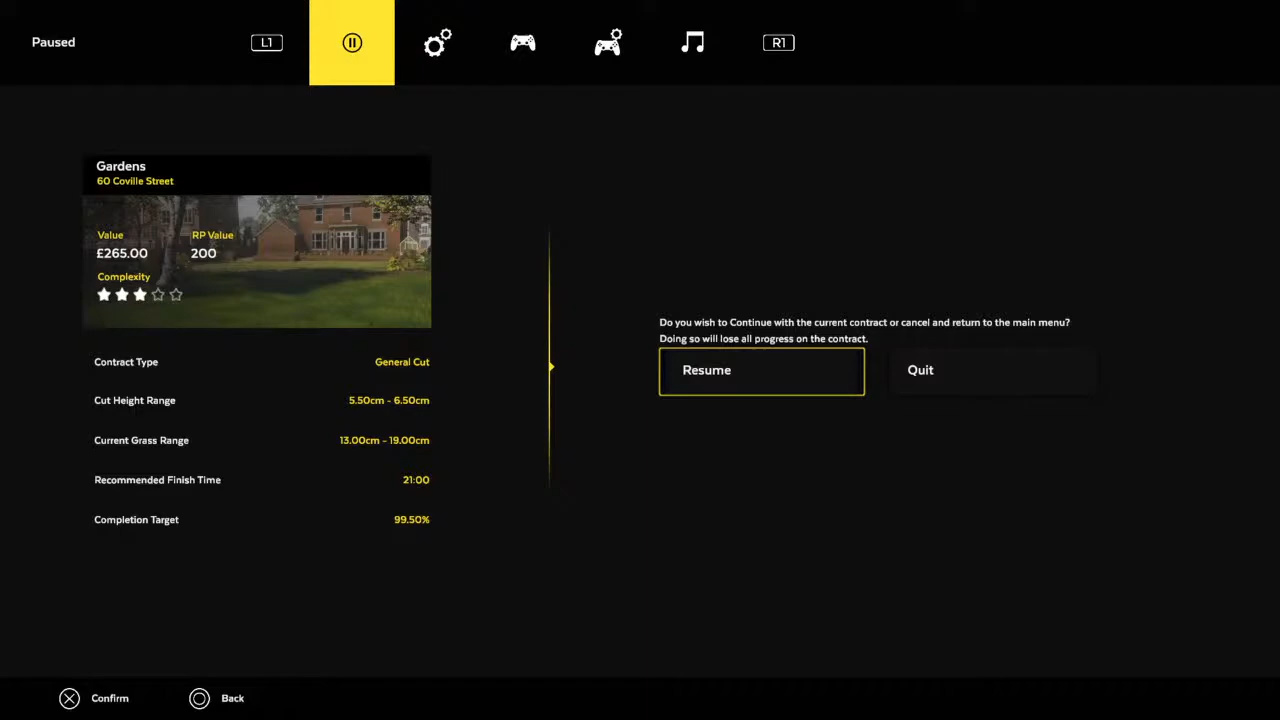 Paused
L1
R1
Gardens
60 Coville Street
Value
RP Value
£265.00
200
Complexity
Contract Type
General Cut
Cut Height Range
5.50cm - 6.50cm
Current Grass Range
13.00cm - 19.00cm
Recommended Finish Time
21:00
Completion Target
99.50%
Do you wish to Continue with the current contract or cancel and return to the main menu?
Doing so will lose all progress on the contract.
Resume
Quit
Confirm
Back